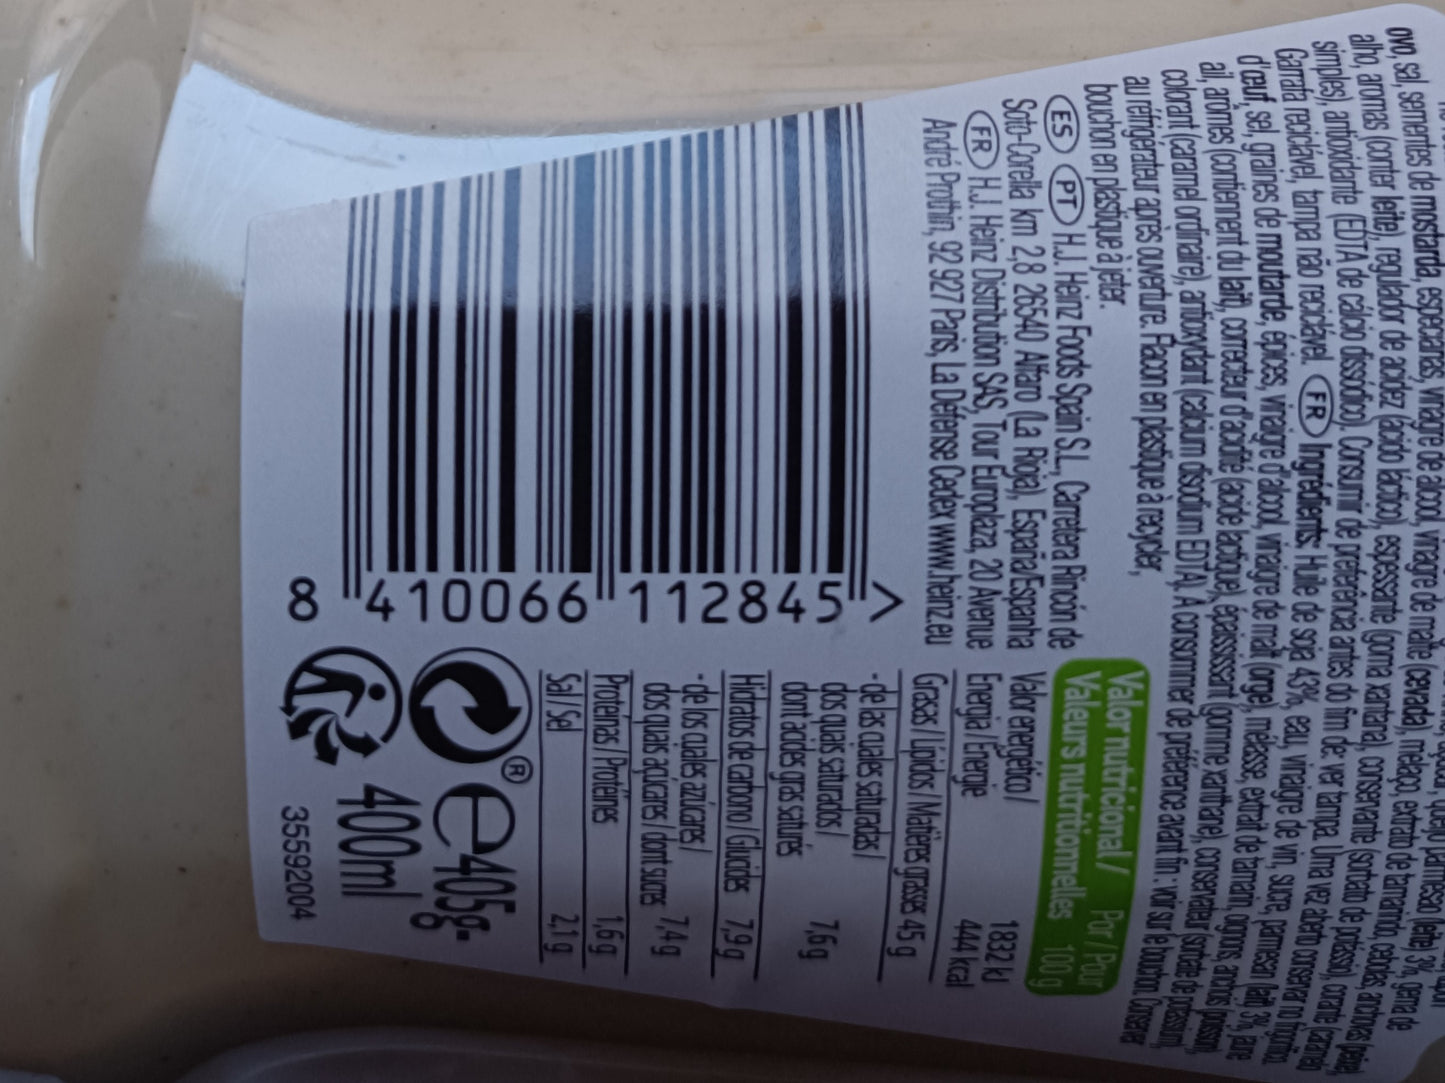 ovo, sal, sementes de mostarda, especiarias, vinagre de álcool, vinagre de malte (cevada), melaço, extrato de tamarindo, cebolas, anchovas (peixe),
alho, aromas (conter leite), regulador de acidez (ácido láctico), espessante (goma xantana), conservante (sorbato de potássio), corante (caramelo
simples), antioxidante (EDTA de cálcio dissódico). Consumir de preferência antes do fim de: ver tampa. Uma vez aberto conservar no frigorífico.
Garrafa reciclável, tampa não reciclável. FR Ingrédients: Huile de soja 43%, eau, vinaigre de vin, sucre, parmesan (lait) 3%, jaune
d'œuf, sel, graines de moutarde, épices, vinaigre d'alcool, vinaigre de malt (orge), mélasse, extrait de tamarin, oignons, anchois (poisson),
ail, arômes (contiennent du lait), correcteur d'acidité (acide lactique), épaississant (gomme xanthane), conservateur (sorbate de potassium),
colorant (caramel ordinaire), antioxydant (calcium disodium EDTA). A consommer de préférence avant fin: voir sur le bouchon. Conserver
au réfrigérateur après ouverture. Flacon en plastique à recycler,
bouchon en plastique à jeter.
ES PT H.J. Heinz Foods Spain S.L., Carretera Rincón de
Soto-Corella km 2,8 26540 Alfaro (La Rioja), España/Espanha
FR H.J. Heinz Distribution SAS, Tour Europlaza, 20 Avenue
André Prothin, 92 927 Paris, La Défense Cedex www.heinz.eu
8 410066 112845 >
Valor nutricional / Por / Pour
Valeurs nutritionnelles 100 g
Valor energético / 1832 kJ
Energia / Énergie 444 kcal
Grasas / Lípidos / Matières grasses 45 g
- de las cuales saturadas /
dos quais saturados /
dont acides gras saturés 7,6 g
Hidratos de carbono / Glucides 7,9 g
- de los cuales azúcares /
dos quais açúcares / dont sucres 7,4 g
Proteínas / Protéines 1,6 g
Sal / Sel 2,1 g
® e 405g-
400ml
35592004